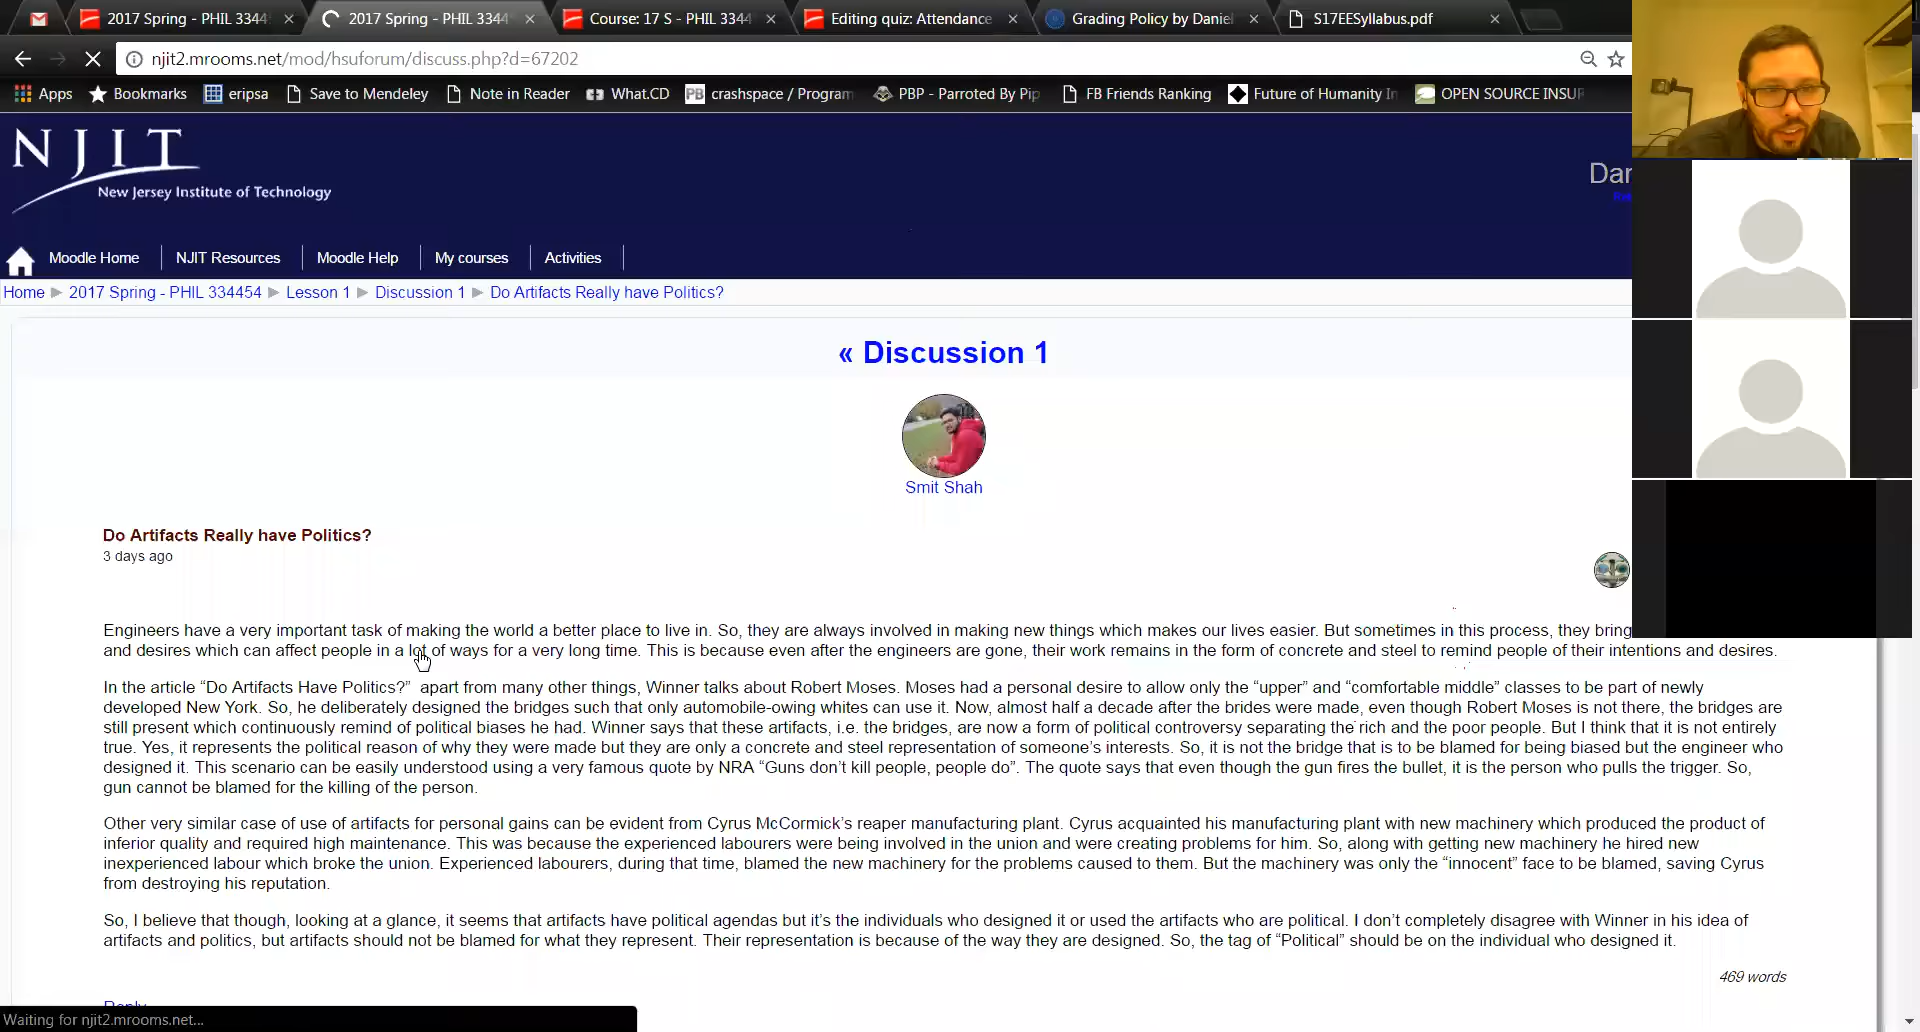 2017 Spring - PHIL 3344
2017 Spring - PHIL 3344
Course: 17 S - PHIL 3344
Editing quiz: Attendance
Grading Policy by Daniel
S17EESyllabus.pdf
njit2.mrooms.net/mod/hsuforum/discuss.php?d=67202
Apps
Bookmarks
eripsa
Save to Mendeley
Note in Reader
What.CD
PB crashspace / Program
PBP - Parroted By Pip
FB Friends Ranking
Future of Humanity In
OPEN SOURCE INSUR
NJIT
New Jersey Institute of Technology
Dan
Moodle Home
NJIT Resources
Moodle Help
My courses
Activities
Home ► 2017 Spring - PHIL 334454 ► Lesson 1 ► Discussion 1 ► Do Artifacts Really have Politics?
« Discussion 1
Smit Shah
Do Artifacts Really have Politics?
3 days ago
Engineers have a very important task of making the world a better place to live in. So, they are always involved in making new things which makes our lives easier. But sometimes in this process, they bring
and desires which can affect people in a lot of ways for a very long time. This is because even after the engineers are gone, their work remains in the form of concrete and steel to remind people of their intentions and desires.
In the article “Do Artifacts Have Politics?” apart from many other things, Winner talks about Robert Moses. Moses had a personal desire to allow only the “upper” and “comfortable middle” classes to be part of newly
developed New York. So, he deliberately designed the bridges such that only automobile-owning whites can use it. Now, almost half a decade after the brides were made, even though Robert Moses is not there, the bridges are
still present which continuously remind of political biases he had. Winner says that these artifacts, i.e. the bridges, are now a form of political controversy separating the rich and the poor people. But I think that it is not entirely
true. Yes, it represents the political reason of why they were made but they are only a concrete and steel representation of someone’s interests. So, it is not the bridge that is to be blamed for being biased but the engineer who
designed it. This scenario can be easily understood using a very famous quote by NRA “Guns don’t kill people, people do”. The quote says that even though the gun fires the bullet, it is the person who pulls the trigger. So,
gun cannot be blamed for the killing of the person.
Other very similar case of use of artifacts for personal gains can be evident from Cyrus McCormick’s reaper manufacturing plant. Cyrus acquainted his manufacturing plant with new machinery which produced the product of
inferior quality and required high maintenance. This was because the experienced labourers were being involved in the union and were creating problems for him. So, along with getting new machinery he hired new
inexperienced labour which broke the union. Experienced labourers, during that time, blamed the new machinery for the problems caused to them. But the machinery was only the “innocent” face to be blamed, saving Cyrus
from destroying his reputation.
So, I believe that though, looking at a glance, it seems that artifacts have political agendas but it’s the individuals who designed it or used the artifacts who are political. I don’t completely disagree with Winner in his idea of
artifacts and politics, but artifacts should not be blamed for what they represent. Their representation is because of the way they are designed. So, the tag of “Political” should be on the individual who designed it.
469 words
Reply
Waiting for njit2.mrooms.net...